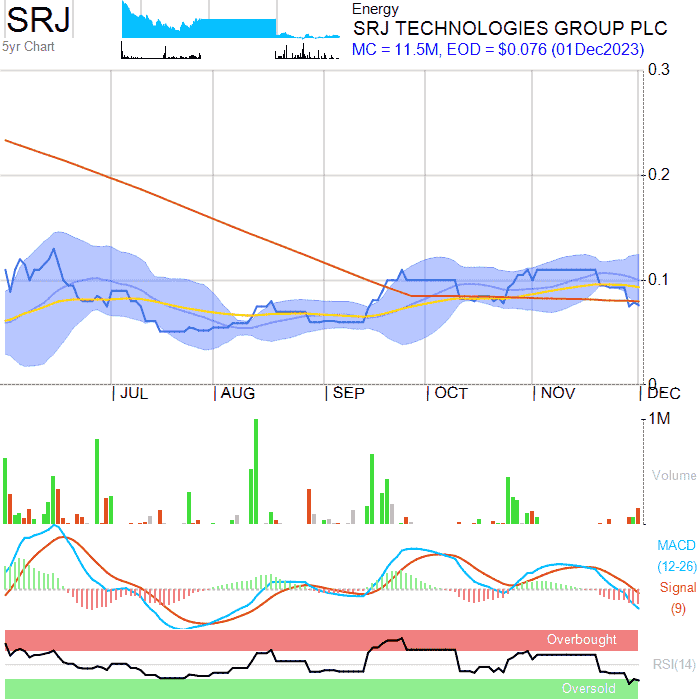 SRJ
5yr Chart
Energy
SRJ TECHNOLOGIES GROUP PLC
MC = 11.5M, EOD = $0.076 (01Dec2023)
0.3
0.2
0.1
0
JUL AUG SEP OCT NOV DEC
1M
Volume
MACD
(12-26)
Signal
(9)
Overbought
RSI(14)
Oversold